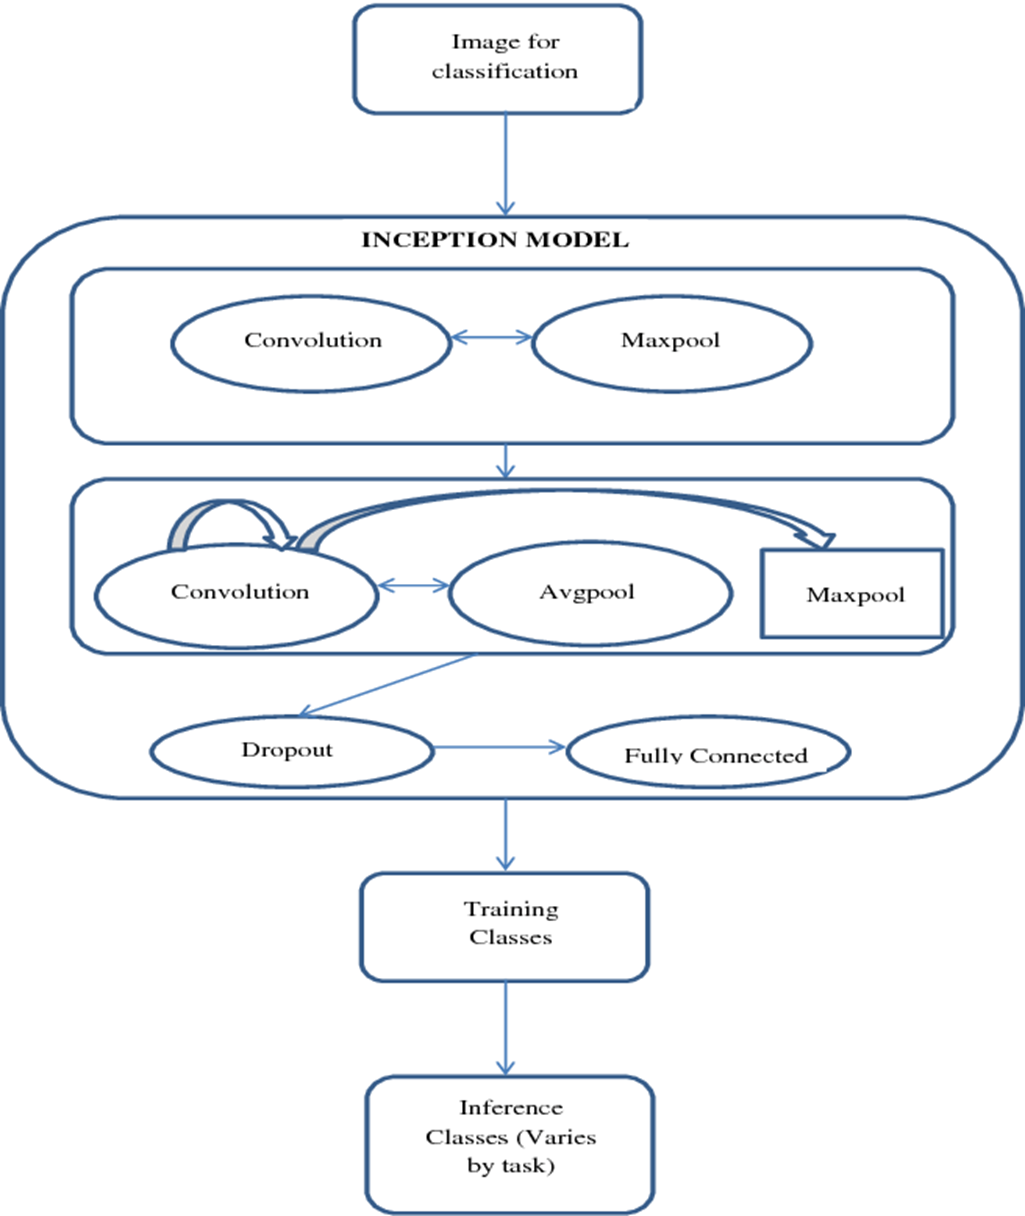 Image for
classification
INCEPTION MODEL
Convolution
Maxpool
Convolution
Avgpool
Maxpool
Dropout
Fully Connected
Training
Classes
Inference
Classes (Varies
by task)